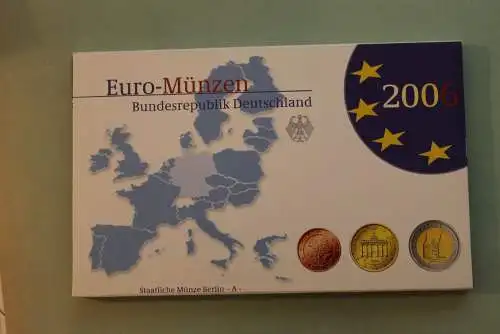 Euro-Münzen
Bundesrepublik Deutschland
2006
Staatliche Münze Berlin – A -